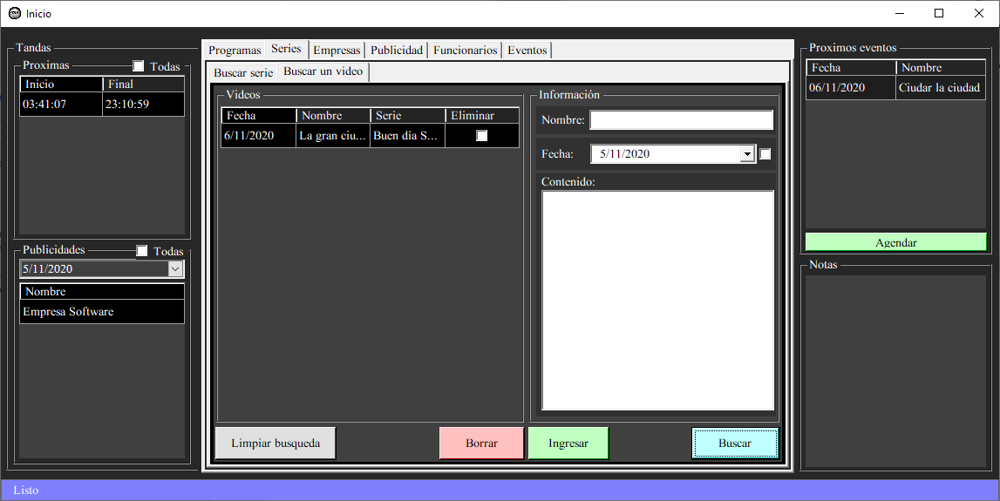 Inicio
Tandas
Proximas Todas
Inicio Final
03:41:07 23:10:59
Publicidades Todas
5/11/2020
Nombre
Empresa Software
Programas Series Empresas Publicidad Funcionarios Eventos
Buscar serie Buscar un video
Videos
Fecha Nombre Serie Eliminar
6/11/2020 La gran ciu... Buen día S...
Información
Nombre:
Fecha: 5/11/2020
Contenido:
Limpiar busqueda Borrar Ingresar Buscar
Proximos eventos
Fecha Nombre
06/11/2020 Ciudar la ciudad
Agendar
Notas
Listo